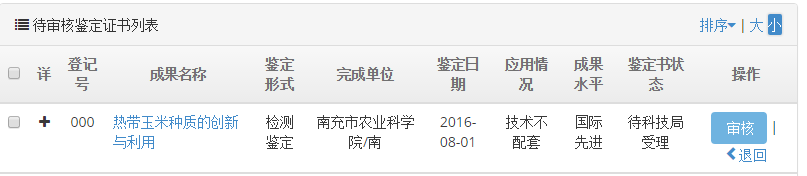 待审核鉴定证书列表
排序 | 大 小
详 登记号 成果名称 鉴定形式 完成单位 鉴定日期 应用情况 成果水平 鉴定书状态 操作
000 热带玉米种质的创新与利用 检测鉴定 南充市农业科学院/南 2016-08-01 技术不配套 国际先进 待科技局受理 审核 |
退回